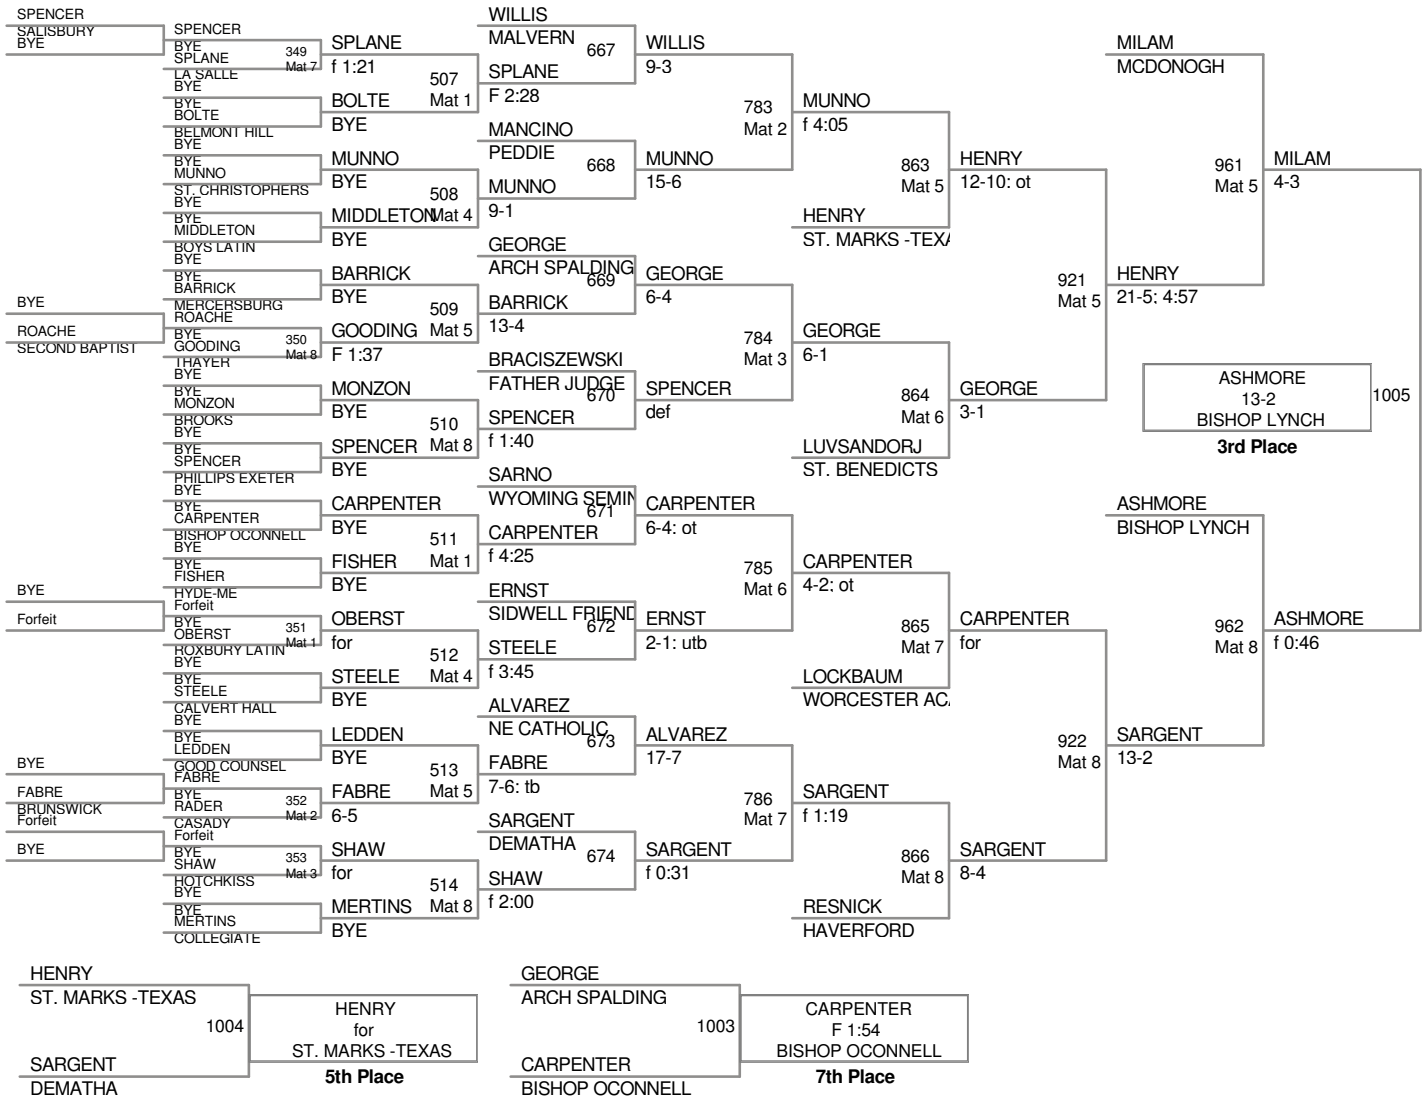 SPENCER
SALISBURY
BYE
BYE
ROACHE
SECOND BAPTIST
BYE
Forfeit
BYE
FABRE
BRUNSWICK
Forfeit
BYE
SPENCER
BYE
SPLANE
349
Mat 7
LA SALLE
BYE
BYE
BOLTE
BELMONT HILL
BYE
BYE
MUNNO
ST. CHRISTOPHERS
BYE
BYE
MIDDLETON
BOYS LATIN
BYE
BYE
BARRICK
MERCERSBURG
ROACHE
BYE
GOODING
350
Mat 8
THAYER
BYE
BYE
MONZON
BROOKS
BYE
BYE
SPENCER
PHILLIPS EXETER
BYE
BYE
CARPENTER
BISHOP OCONNELL
BYE
BYE
FISHER
HYDE-ME
Forfeit
BYE
OBERST
351
Mat 1
ROXBURY LATIN
BYE
BYE
STEELE
CALVERT HALL
BYE
BYE
LEDDEN
GOOD COUNSEL
FABRE
BYE
RADER
352
Mat 2
CASADY
Forfeit
BYE
SHAW
353
Mat 3
HOTCHKISS
BYE
BYE
MERTINS
COLLEGIATE
SPLANE
f 1:21
507
Mat 1
BOLTE
BYE
MUNNO
BYE
508
Mat 4
MIDDLETON
BYE
BARRICK
BYE
509
Mat 5
GOODING
F 1:37
MONZON
BYE
510
Mat 8
SPENCER
BYE
CARPENTER
BYE
511
Mat 1
FISHER
BYE
OBERST
for
512
Mat 4
STEELE
BYE
LEDDEN
BYE
513
Mat 5
FABRE
6-5
SHAW
for
514
Mat 8
MERTINS
BYE
WILLIS
MALVERN
667
SPLANE
F 2:28
MANCINO
PEDDIE
668
MUNNO
9-1
GEORGE
ARCH SPALDING
669
BARRICK
13-4
BRACISZEWSKI
FATHER JUDGE
670
SPENCER
f 1:40
SARNO
WYOMING SEMIN
671
CARPENTER
f 4:25
ERNST
SIDWELL FRIEND
672
STEELE
f 3:45
ALVAREZ
NE CATHOLIC
673
FABRE
7-6: tb
SARGENT
DEMATHA
674
SHAW
f 2:00
WILLIS
9-3
783
Mat 2
MUNNO
15-6
GEORGE
6-4
784
Mat 3
SPENCER
def
CARPENTER
6-4: ot
785
Mat 6
ERNST
2-1: utb
ALVAREZ
17-7
786
Mat 7
SARGENT
f 0:31
MUNNO
f 4:05
863
Mat 5
HENRY
ST. MARKS -TEXA
GEORGE
6-1
864
Mat 6
LUVSANDORJ
ST. BENEDICTS
CARPENTER
4-2: ot
865
Mat 7
LOCKBAUM
WORCESTER ACA
SARGENT
f 1:19
866
Mat 8
RESNICK
HAVERFORD
HENRY
12-10: ot
921
Mat 5
GEORGE
3-1
CARPENTER
for
922
Mat 8
SARGENT
8-4
MILAM
MCDONOGH
961
Mat 5
HENRY
21-5: 4:57
ASHMORE
BISHOP LYNCH
962
Mat 8
SARGENT
13-2
MILAM
4-3
ASHMORE
f 0:46
ASHMORE
13-2
BISHOP LYNCH
1005
3rd Place
HENRY
ST. MARKS -TEXAS
1004
SARGENT
DEMATHA
HENRY
for
ST. MARKS -TEXAS
5th Place
GEORGE
ARCH SPALDING
1003
CARPENTER
BISHOP OCONNELL
CARPENTER
F 1:54
BISHOP OCONNELL
7th Place